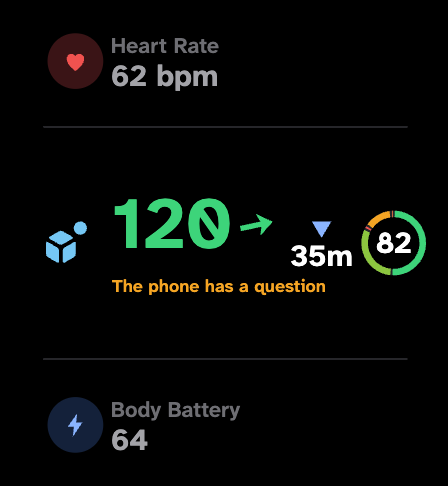 Heart Rate
62 bpm
120
35m
82
The phone has a question
Body Battery
64